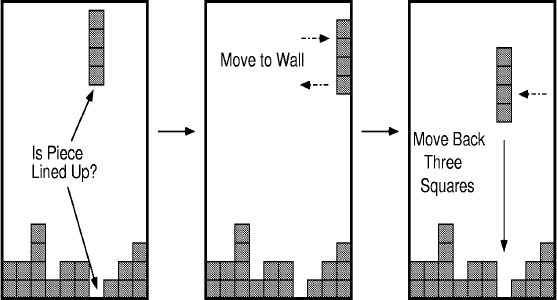 Is Piece
Lined Up?
Move to Wall
Move Back
Three
Squares